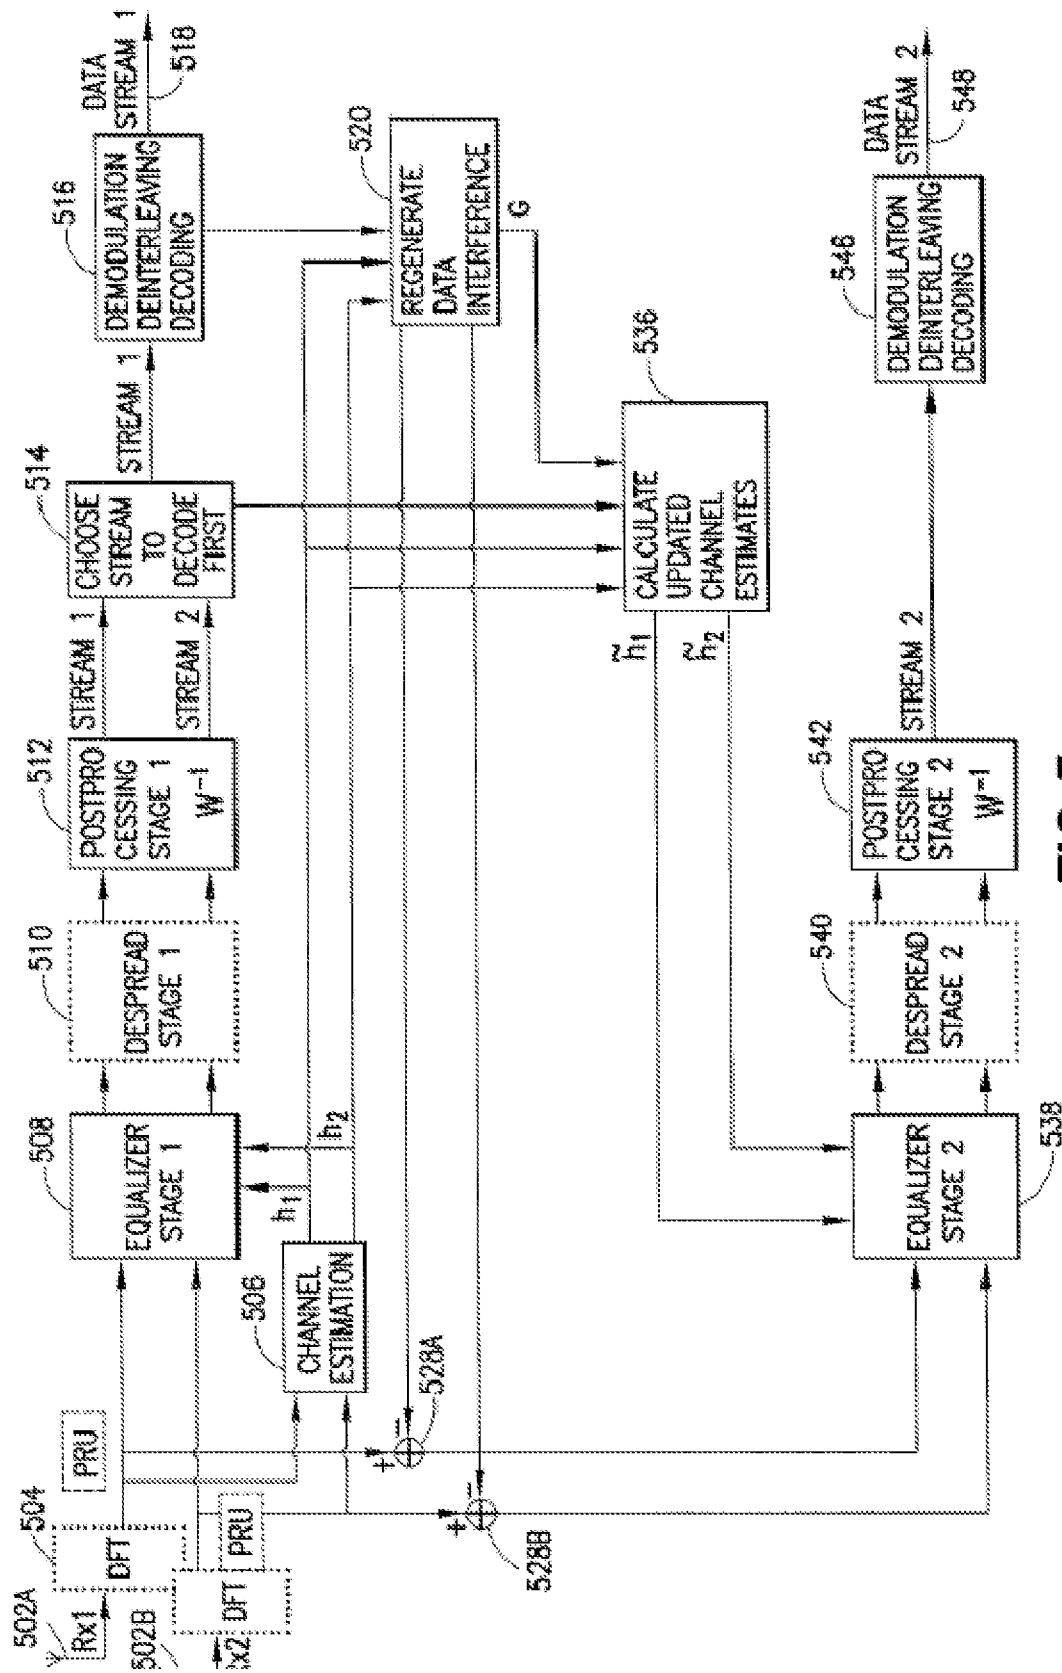 502A
Rx1
502B
Rx2
504
DFT
DFT
PRU
PRU
506
CHANNEL
ESTIMATION
h1
h2
508
EQUALIZER
STAGE 1
510
DESPREAD
STAGE 1
512
POSTPRO
CESSING
STAGE 1
W-1
STREAM 1
STREAM 2
514
CHOOSE
STREAM
TO
DECODE
FIRST
STREAM 1
516
DEMODULATION
DEINTERLEAVING
DECODING
DATA
STREAM 1
518
520
REGENERATE
DATA
INTERFERENCE
G
+
−
528A
+
−
528B
536
CALCULATE
UPDATED
CHANNEL
ESTIMATES
h̃1
h̃2
EQUALIZER
STAGE 2
538
540
DESPREAD
STAGE 2
542
POSTPRO
CESSING
STAGE 2
W-1
STREAM 2
546
DEMODULATION
DEINTERLEAVING
DECODING
DATA
STREAM 2
548